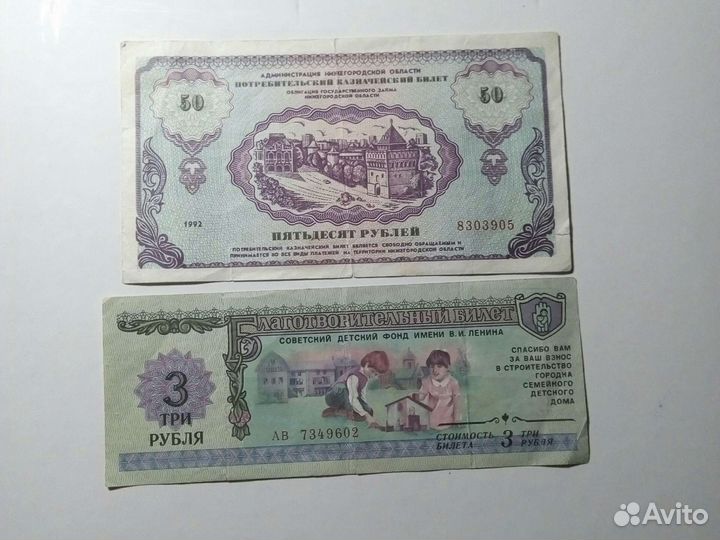 АДМИНИСТРАЦИЯ НИЖЕГОРОДСКОЙ ОБЛАСТИ
ПОТРЕБИТЕЛЬСКИЙ КАЗНАЧЕЙСКИЙ БИЛЕТ
ОБЛИГАЦИЯ ГОСУДАРСТВЕННОГО ЗАЙМА
НИЖЕГОРОДСКОЙ ОБЛАСТИ
50 50
1992
8303905
ПЯТЬДЕСЯТ РУБЛЕЙ
ПОТРЕБИТЕЛЬСКИЙ КАЗНАЧЕЙСКИЙ БИЛЕТ ЯВЛЯЕТСЯ СВОБОДНО ОБРАЩАЕМЫМ И
ПРИНИМАЕТСЯ ВО ВСЕ ВИДЫ ПЛАТЕЖЕЙ НА ТЕРРИТОРИИ НИЖЕГОРОДСКОЙ ОБЛАСТИ
БЛАГОТВОРИТЕЛЬНЫЙ БИЛЕТ
СОВЕТСКИЙ ДЕТСКИЙ ФОНД ИМЕНИ В.И. ЛЕНИНА
3
ТРИ
РУБЛЯ
СПАСИБО ВАМ
ЗА ВАШ ВЗНОС
В СТРОИТЕЛЬСТВО
ГОРОДКА
СЕМЕЙНОГО
ДЕТСКОГО
ДОМА
АВ 7349602
СТОИМОСТЬ БИЛЕТА 3 ТРИ РУБЛЯ
Avito